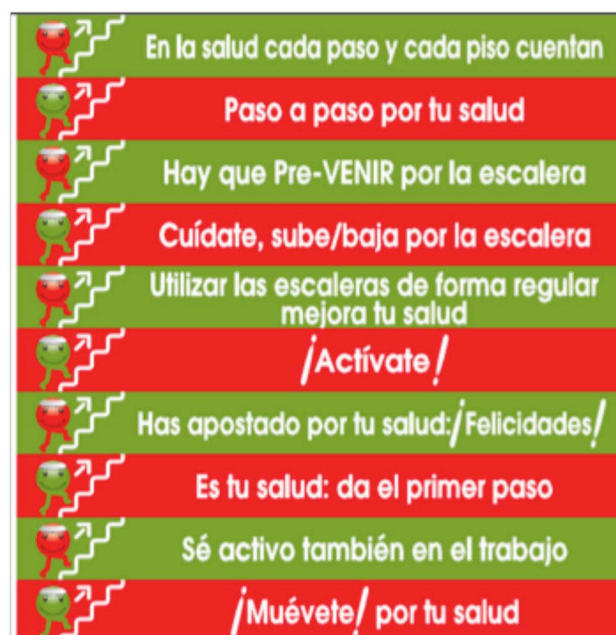 En la salud cada paso y cada piso cuentan
Paso a paso por tu salud
Hay que Pre-VENIR por la escalera
Cuídate, sube/baja por la escalera
Utilizar las escaleras de forma regular
mejora tu salud
¡Actívate!
Has apostado por tu salud:¡Felicidades!
Es tu salud: da el primer paso
Sé activo también en el trabajo
¡Muévete! por tu salud